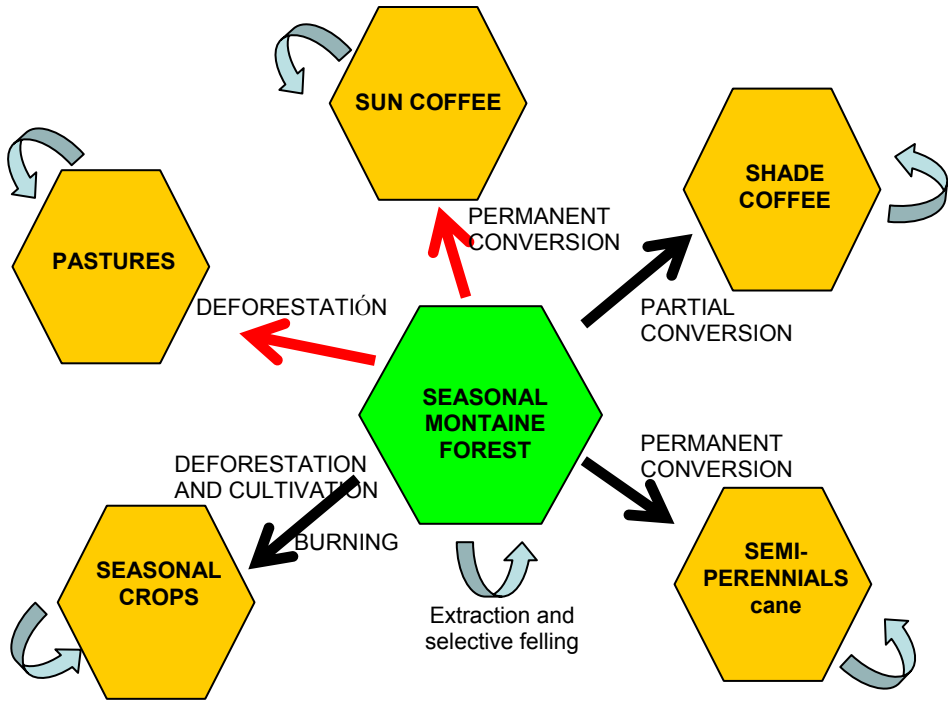 SUN COFFEE
SHADE
COFFEE
PERMANENT
CONVERSION
PASTURES
DEFORESTATIÓN
PARTIAL
CONVERSION
SEASONAL
MONTAINE
FOREST
PERMANENT
CONVERSION
DEFORESTATION
AND CULTIVATION
BURNING
SEASONAL
CROPS
SEMI-
PERENNIALS
cane
Extraction and
selective felling